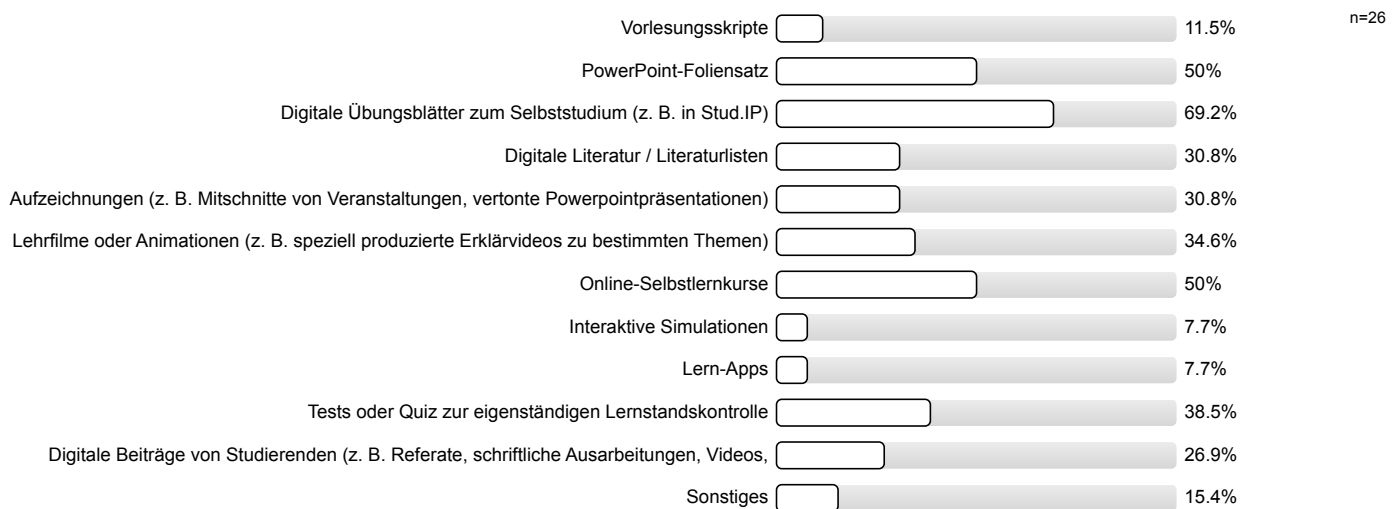 n=26
Vorlesungsskripte 11.5%
PowerPoint-Foliensatz 50%
Digitale Übungsblätter zum Selbststudium (z. B. in Stud.IP) 69.2%
Digitale Literatur / Literaturlisten 30.8%
Aufzeichnungen (z. B. Mitschnitte von Veranstaltungen, vertonte Powerpointpräsentationen) 30.8%
Lehrfilme oder Animationen (z. B. speziell produzierte Erklärvideos zu bestimmten Themen) 34.6%
Online-Selbstlernkurse 50%
Interaktive Simulationen 7.7%
Lern-Apps 7.7%
Tests oder Quiz zur eigenständigen Lernstandskontrolle 38.5%
Digitale Beiträge von Studierenden (z. B. Referate, schriftliche Ausarbeitungen, Videos, 26.9%
Sonstiges 15.4%